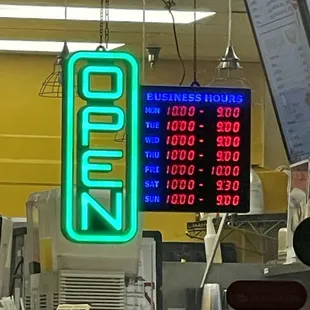 OPEN
BUSINESS HOURS
MON 10.00 - 9.00
TUE 10.00 - 9.00
WED 10.00 - 9.00
THU 10.00 - 9.00
FRI 10.00 - 10.00
SAT 10.00 - 9.30
SUN 10.00 - 9.00